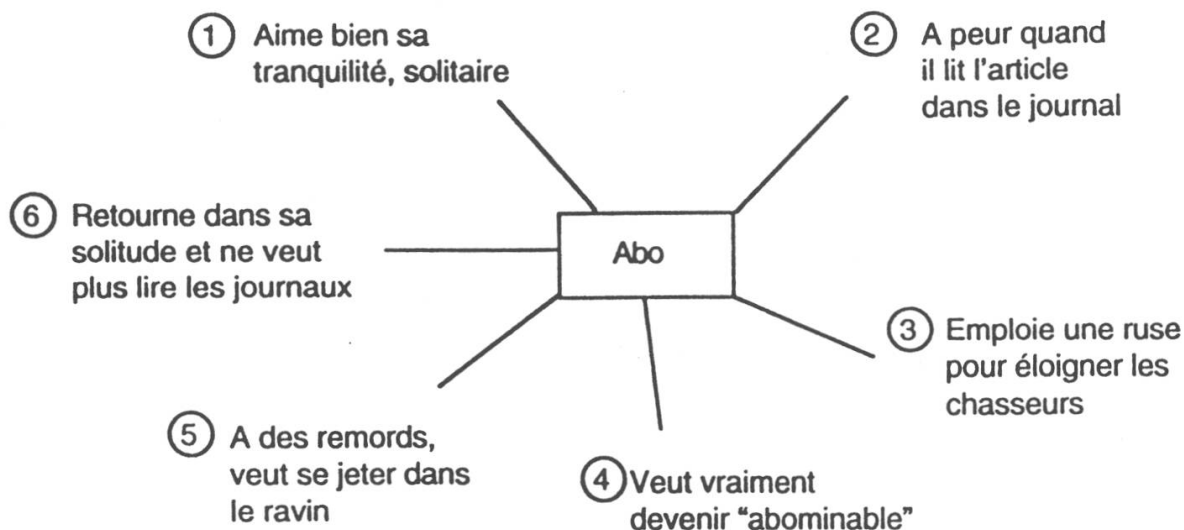 ① Aime bien sa
tranquilité, solitaire
② A peur quand
il lit l'article
dans le journal
⑥ Retourne dans sa
solitude et ne veut
plus lire les journaux
Abo
③ Emploie une ruse
pour éloigner les
chasseurs
⑤ A des remords,
veut se jeter dans
le ravin
④ Veut vraiment
devenir "abominable"